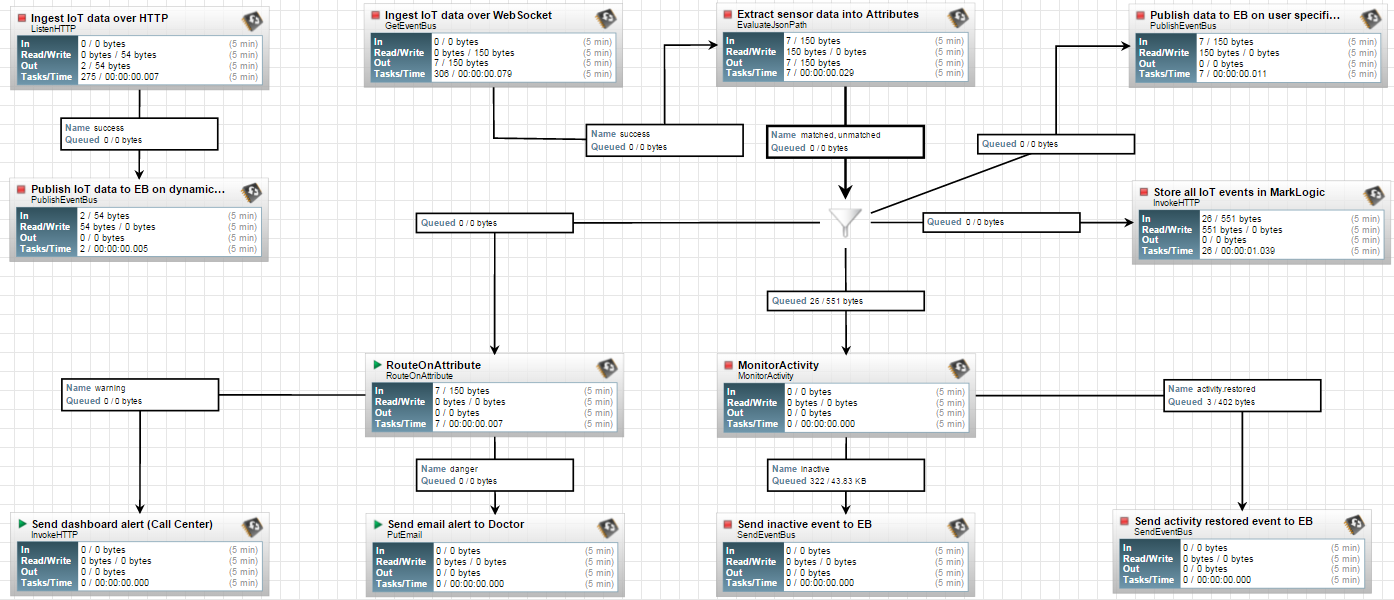 Ingest IoT data over HTTP
ListenHTTP
In 0 / 0 bytes (5 min)
Read/Write 0 bytes / 54 bytes (5 min)
Out 2 / 54 bytes (5 min)
Tasks/Time 275 / 00:00:00.007 (5 min)
Ingest IoT data over WebSocket
GetEventBus
In 0 / 0 bytes (5 min)
Read/Write 0 bytes / 150 bytes (5 min)
Out 7 / 150 bytes (5 min)
Tasks/Time 306 / 00:00:00.079 (5 min)
Extract sensor data into Attributes
EvaluateJsonPath
In 7 / 150 bytes (5 min)
Read/Write 150 bytes / 0 bytes (5 min)
Out 7 / 150 bytes (5 min)
Tasks/Time 7 / 00:00:00.029 (5 min)
Publish data to EB on user specifi...
PublishEventBus
In 7 / 150 bytes (5 min)
Read/Write 150 bytes / 0 bytes (5 min)
Out 0 / 0 bytes (5 min)
Tasks/Time 7 / 00:00:00.011 (5 min)
Name success
Queued 0 / 0 bytes
Name success
Queued 0 / 0 bytes
Name matched, unmatched
Queued 0 / 0 bytes
Queued 0 / 0 bytes
Publish IoT data to EB on dynamic...
PublishEventBus
In 2 / 54 bytes (5 min)
Read/Write 54 bytes / 0 bytes (5 min)
Out 0 / 0 bytes (5 min)
Tasks/Time 2 / 00:00:00.005 (5 min)
Queued 0 / 0 bytes
Queued 0 / 0 bytes
Store all IoT events in MarkLogic
InvokeHTTP
In 26 / 551 bytes (5 min)
Read/Write 551 bytes / 0 bytes (5 min)
Out 0 / 0 bytes (5 min)
Tasks/Time 26 / 00:00:01.039 (5 min)
Queued 26 / 551 bytes
RouteOnAttribute
RouteOnAttribute
In 7 / 150 bytes (5 min)
Read/Write 0 bytes / 0 bytes (5 min)
Out 0 / 0 bytes (5 min)
Tasks/Time 7 / 00:00:00.007 (5 min)
MonitorActivity
MonitorActivity
In 0 / 0 bytes (5 min)
Read/Write 0 bytes / 0 bytes (5 min)
Out 0 / 0 bytes (5 min)
Tasks/Time 0 / 00:00:00.000 (5 min)
Name warning
Queued 0 / 0 bytes
Name activity.restored
Queued 3 / 402 bytes
Name danger
Queued 0 / 0 bytes
Name inactive
Queued 322 / 43.83 KB
Send dashboard alert (Call Center)
InvokeHTTP
In 0 / 0 bytes (5 min)
Read/Write 0 bytes / 0 bytes (5 min)
Out 0 / 0 bytes (5 min)
Tasks/Time 0 / 00:00:00.000 (5 min)
Send email alert to Doctor
PutEmail
In 0 / 0 bytes (5 min)
Read/Write 0 bytes / 0 bytes (5 min)
Out 0 / 0 bytes (5 min)
Tasks/Time 0 / 00:00:00.000 (5 min)
Send inactive event to EB
SendEventBus
In 0 / 0 bytes (5 min)
Read/Write 0 bytes / 0 bytes (5 min)
Out 0 / 0 bytes (5 min)
Tasks/Time 0 / 00:00:00.000 (5 min)
Send activity restored event to EB
SendEventBus
In 0 / 0 bytes (5 min)
Read/Write 0 bytes / 0 bytes (5 min)
Out 0 / 0 bytes (5 min)
Tasks/Time 0 / 00:00:00.000 (5 min)